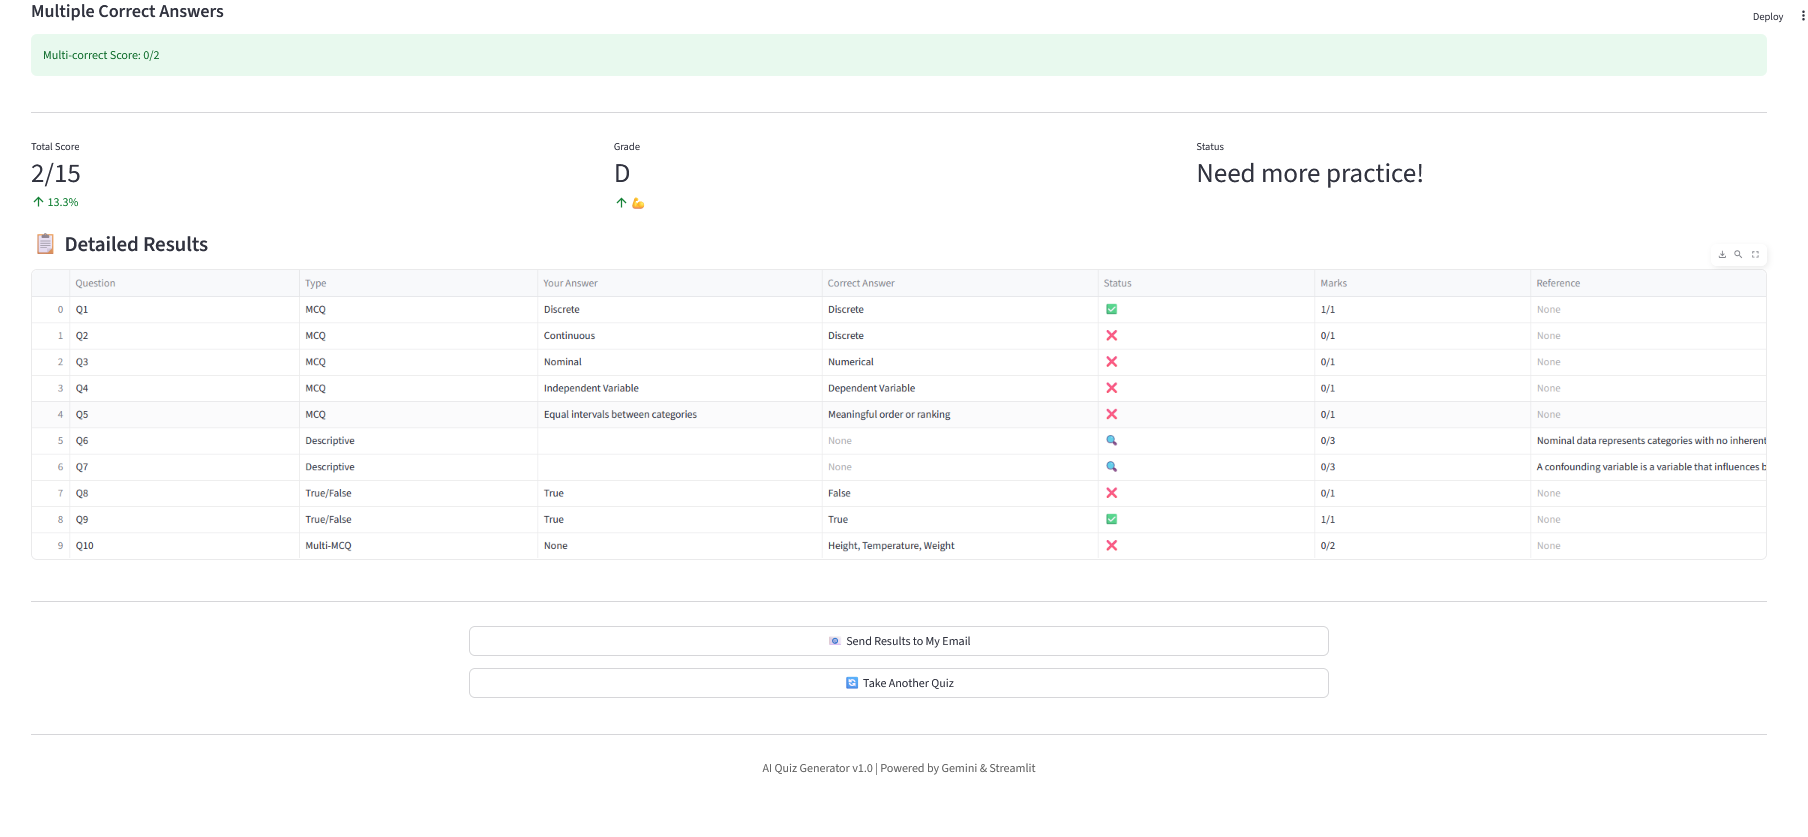 Multiple Correct Answers
Deploy
Multi-correct Score: 0/2
Total Score
2/15
13.3%
Grade
D
Status
Need more practice!
Detailed Results
Question Type Your Answer Correct Answer Status Marks Reference
0 Q1 MCQ Discrete Discrete 1/1 None
1 Q2 MCQ Continuous Discrete 0/1 None
2 Q3 MCQ Nominal Numerical 0/1 None
3 Q4 MCQ Independent Variable Dependent Variable 0/1 None
4 Q5 MCQ Equal intervals between categories Meaningful order or ranking 0/1 None
5 Q6 Descriptive None 0/3 Nominal data represents categories with no inherent
6 Q7 Descriptive None 0/3 A confounding variable is a variable that influences b
7 Q8 True/False True False 0/1 None
8 Q9 True/False True True 1/1 None
9 Q10 Multi-MCQ None Height, Temperature, Weight 0/2 None
Send Results to My Email
Take Another Quiz
AI Quiz Generator v1.0 | Powered by Gemini & Streamlit